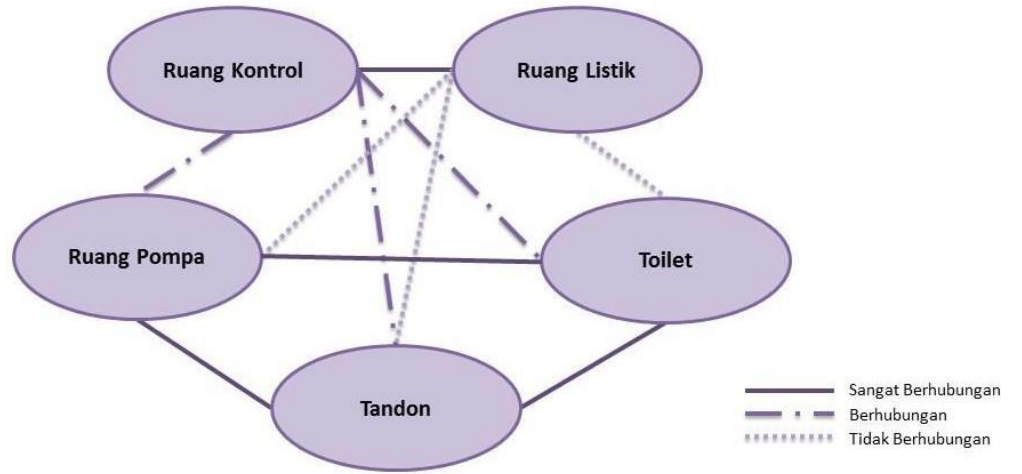 Ruang Kontrol
Ruang Listik
Ruang Pompa
Toilet
Tandon
Sangat Berhubungan
Berhubungan
Tidak Berhubungan